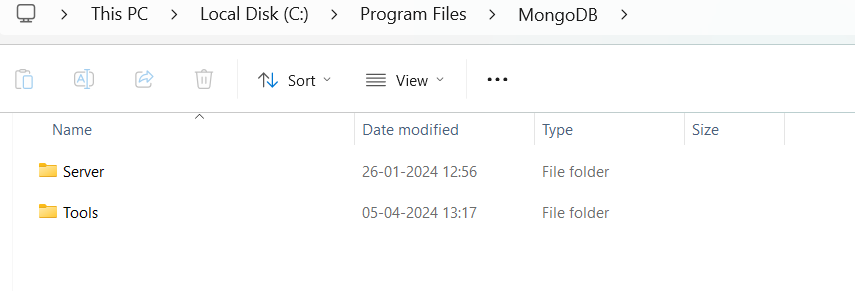 This PC > Local Disk (C:) > Program Files > MongoDB >
Sort View ...
Name Date modified Type Size
Server 26-01-2024 12:56 File folder
Tools 05-04-2024 13:17 File folder